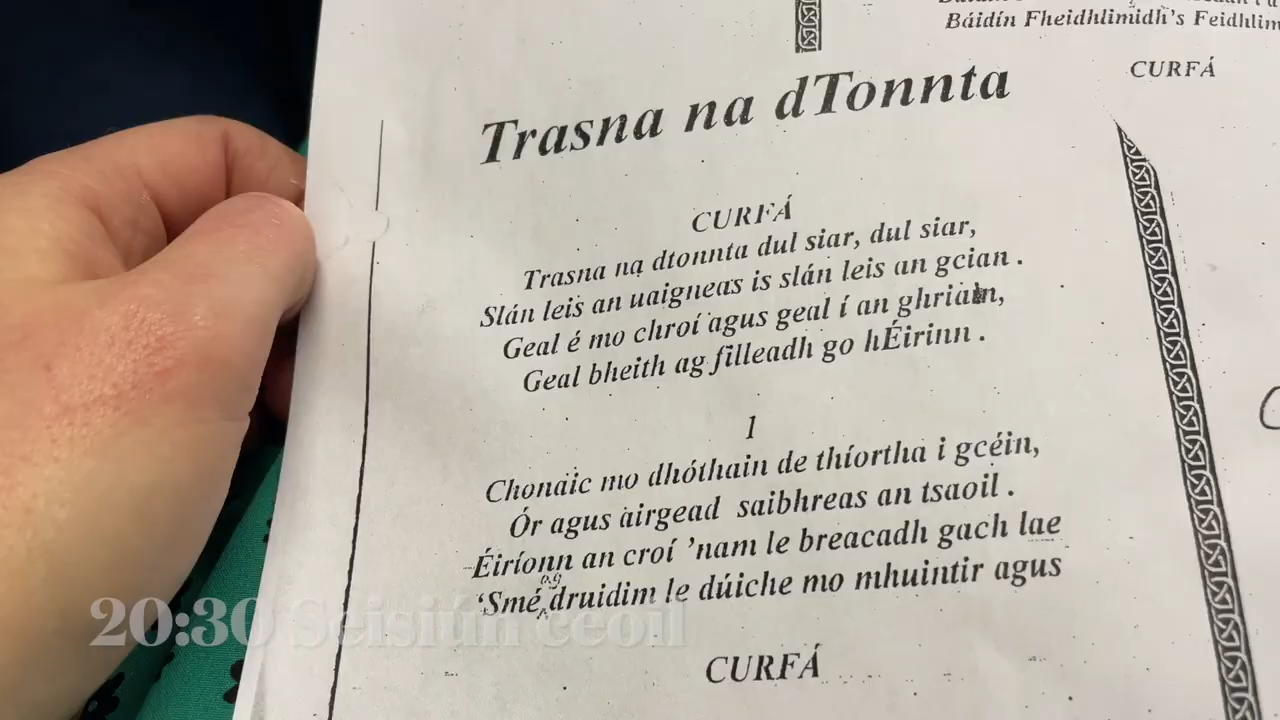 Báidín Fheidhlimidh's Feidhlim
CURFÁ
Trasna na dTonnta
CURFÁ
Trasna na dtonnta dul siar, dul siar,
Slán leis an uaigneas is slán leis an gcian .
Geal é mo chroí agus geal í an ghriain,
Geal bheith ag filleadh go hÉirinn .
1
Chonaic mo dhóthain de thíortha i gcéin,
Ór agus airgead saibhreas an tsaoil .
Éiríonn an croí 'nam le breacadh gach lae
ag
'Smé druidim le dúiche mo mhuintir agus
CURFÁ
20:30 Seisiún ceoil